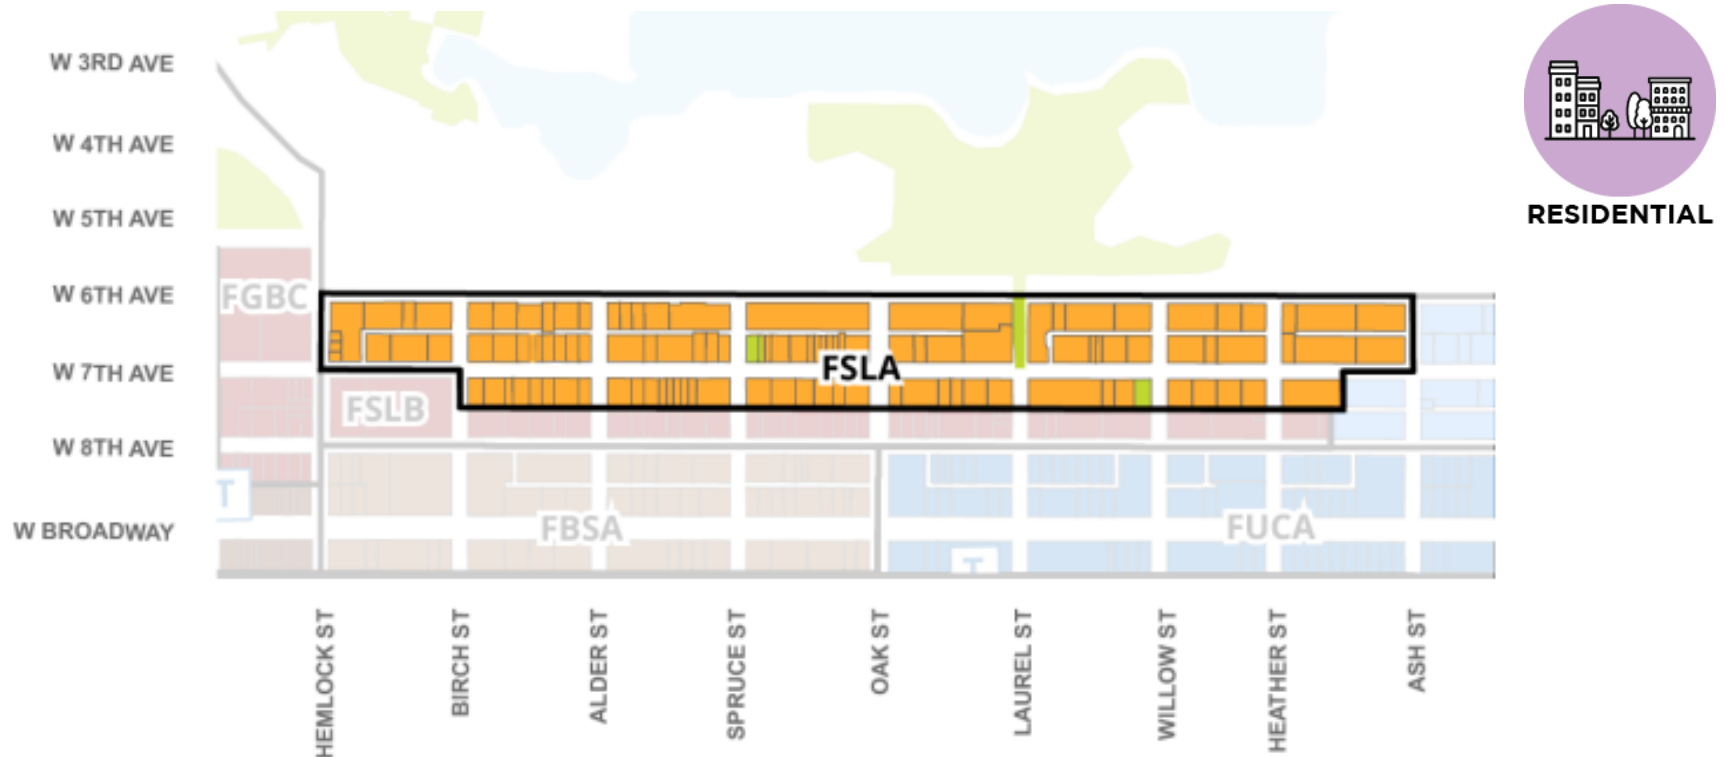 W 3RD AVE
W 4TH AVE
W 5TH AVE
W 6TH AVE
W 7TH AVE
W 8TH AVE
W BROADWAY
RESIDENTIAL
FGBC
FSLA
FSLB
T
FBSA
FUCA
T
HEMLOCK ST
BIRCH ST
ALDER ST
SPRUCE ST
OAK ST
LAUREL ST
WILLOW ST
HEATHER ST
ASH ST